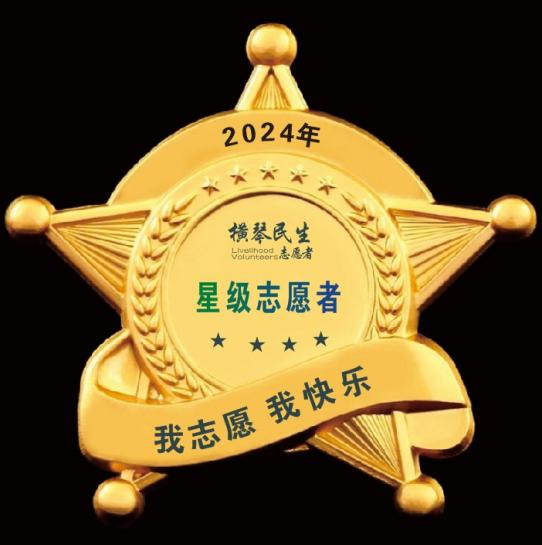 2024年
横琴民生
Livelihood
Volunteers志愿者
星级志愿者
我志愿 我快乐